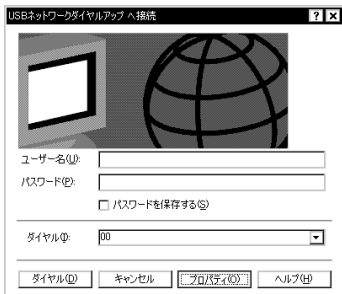 USBネットワークダイヤルアップ へ接続
ユーザー名(U):
パスワード(P):
パスワードを保存する(S)
ダイヤル(I): 00
ダイヤル(D) キャンセル プロパティ(O) ヘルプ(H)